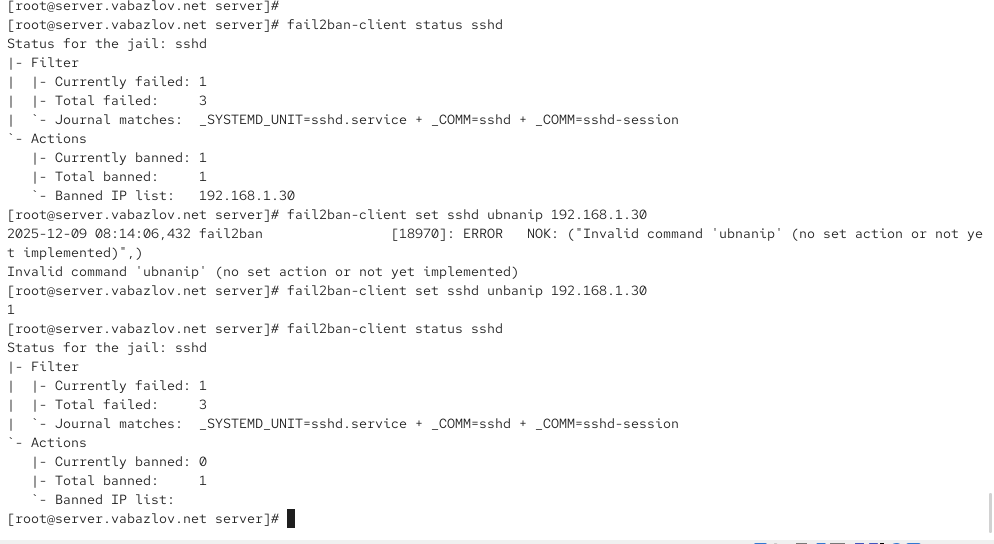 [root@server.vabazlov.net server]#
[root@server.vabazlov.net server]# fail2ban-client status sshd
Status for the jail: sshd
|- Filter
|  |- Currently failed: 1
|  |- Total failed:     3
|  `- Journal matches:  _SYSTEMD_UNIT=sshd.service + _COMM=sshd + _COMM=sshd-session
`- Actions
   |- Currently banned: 1
   |- Total banned:     1
   `- Banned IP list:   192.168.1.30
[root@server.vabazlov.net server]# fail2ban-client set sshd ubnanip 192.168.1.30
2025-12-09 08:14:06,432 fail2ban                [18970]: ERROR   NOK: ("Invalid command 'ubnanip' (no set action or not ye
t implemented)",)
Invalid command 'ubnanip' (no set action or not yet implemented)
[root@server.vabazlov.net server]# fail2ban-client set sshd unbanip 192.168.1.30
1
[root@server.vabazlov.net server]# fail2ban-client status sshd
Status for the jail: sshd
|- Filter
|  |- Currently failed: 1
|  |- Total failed:     3
|  `- Journal matches:  _SYSTEMD_UNIT=sshd.service + _COMM=sshd + _COMM=sshd-session
`- Actions
   |- Currently banned: 0
   |- Total banned:     1
   `- Banned IP list:
[root@server.vabazlov.net server]#